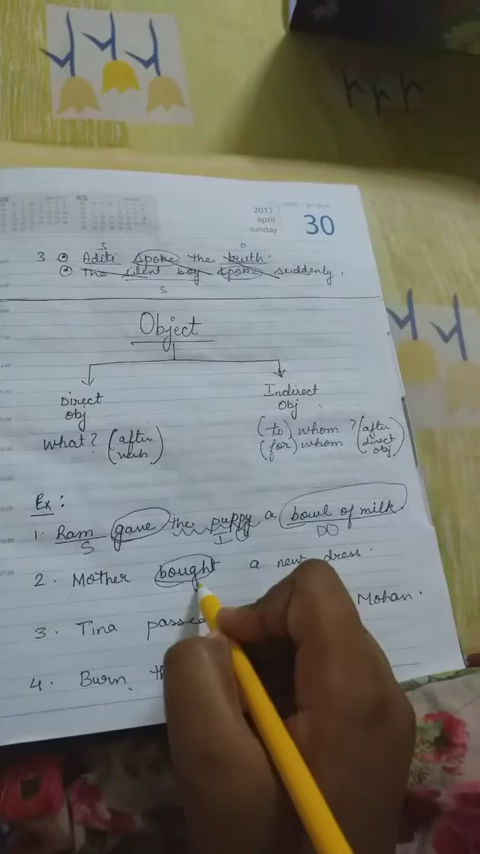 2017
april
sunday
30
S O
3 Aditi spoke the truth.
The silent boy spoke suddenly.
S
Object
Direct obj
Indirect obj
what? (after verb)
(to) whom ? (after direct obj)
(for) whom
Ex:
1. Ram gave the puppy a bowl of milk.
S IO DO
2. Mother bought a new dress.
3. Tina passe Mohan.
4. Burn th